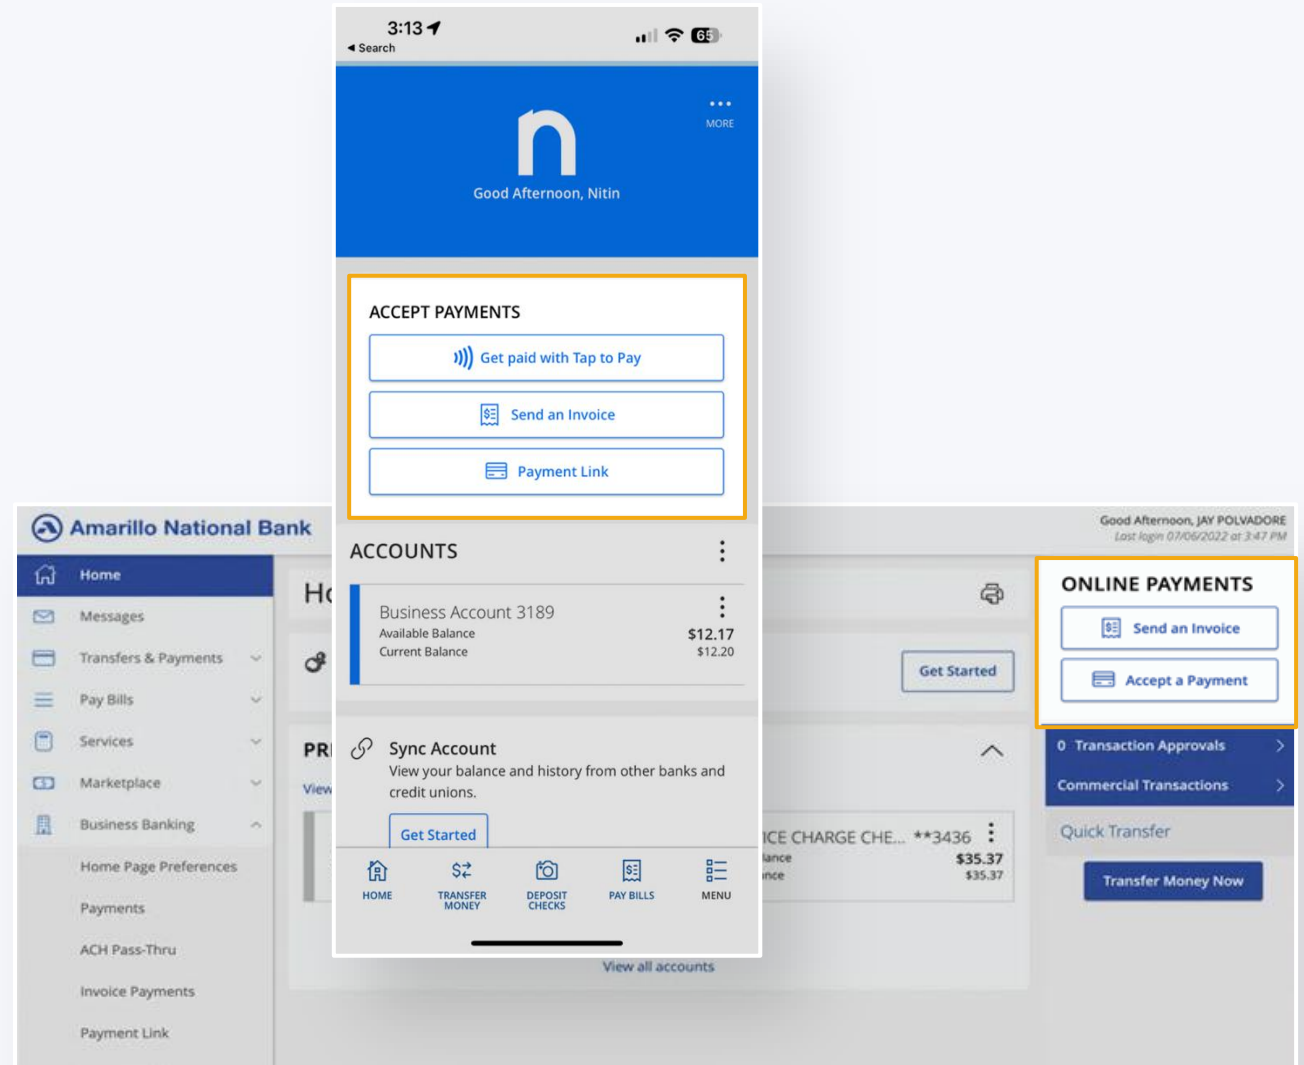 3:13
◀ Search
65
MORE
n
Good Afternoon, Nitin
ACCEPT PAYMENTS
Get paid with Tap to Pay
Send an Invoice
Payment Link
ACCOUNTS
Business Account 3189
Available Balance $12.17
Current Balance $12.20
Sync Account
View your balance and history from other banks and
credit unions.
Get Started
HOME
TRANSFER
MONEY
DEPOSIT
CHECKS
PAY BILLS
MENU
Amarillo National Bank
Good Afternoon, JAY POLVADORE
Last login 07/06/2022 at 3:47 PM
Home
Messages
Transfers & Payments
Pay Bills
Services
Marketplace
Business Banking
Home Page Preferences
Payments
ACH Pass-Thru
Invoice Payments
Payment Link
Get Started
View
CHARGE CHE... **3436
$35.37
$35.37
View all accounts
ONLINE PAYMENTS
Send an Invoice
Accept a Payment
0 Transaction Approvals
Commercial Transactions
Quick Transfer
Transfer Money Now